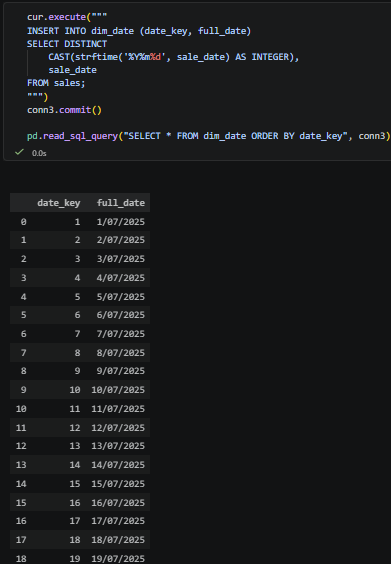 cur.execute("""
INSERT INTO dim_date (date_key, full_date)
SELECT DISTINCT
    CAST(strftime('%Y%m%d', sale_date) AS INTEGER),
    sale_date
FROM sales;
""")
conn3.commit()

pd.read_sql_query("SELECT * FROM dim_date ORDER BY date_key", conn3)
✓ 0.0s
date_key full_date
0 1 1/07/2025
1 2 2/07/2025
2 3 3/07/2025
3 4 4/07/2025
4 5 5/07/2025
5 6 6/07/2025
6 7 7/07/2025
7 8 8/07/2025
8 9 9/07/2025
9 10 10/07/2025
10 11 11/07/2025
11 12 12/07/2025
12 13 13/07/2025
13 14 14/07/2025
14 15 15/07/2025
15 16 16/07/2025
16 17 17/07/2025
17 18 18/07/2025
18 19 19/07/2025